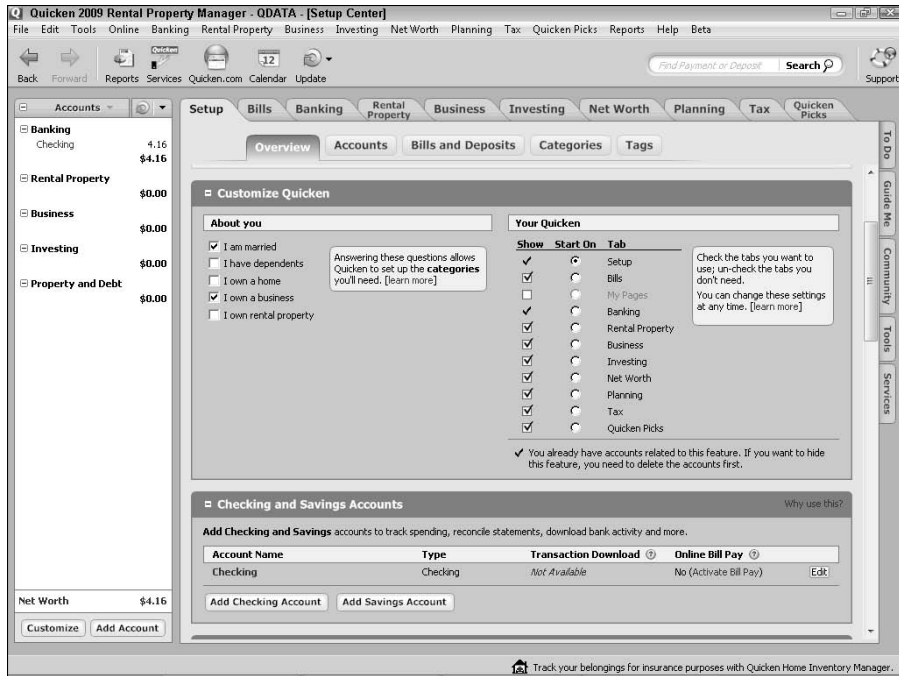 Quicken 2009 Rental Property Manager - QDATA - [Setup Center]
File Edit Tools Online Banking Rental Property Business Investing Net Worth Planning Tax Quicken Picks Reports Help Beta
Quicken
12
Back Forward Reports Services Quicken.com Calendar Update
Find Payment or Deposit Search
Support
Accounts
Banking
Checking 4.16
$4.16
Rental Property
$0.00
Business
$0.00
Investing
$0.00
Property and Debt
$0.00
Net Worth $4.16
Customize Add Account
Setup Bills Banking Rental Property Business Investing Net Worth Planning Tax Quicken Picks
Overview Accounts Bills and Deposits Categories Tags
Customize Quicken
About you
I am married
I have dependents
I own a home
I own a business
I own rental property
Answering these questions allows
Quicken to set up the categories
you'll need. [learn more]
Your Quicken
Show Start On Tab
Setup
Bills
My Pages
Banking
Rental Property
Business
Investing
Net Worth
Planning
Tax
Quicken Picks
Check the tabs you want to
use; un-check the tabs you
don't need.
You can change these settings
at any time. [learn more]
You already have accounts related to this feature. If you want to hide
this feature, you need to delete the accounts first.
Checking and Savings Accounts Why use this?
Add Checking and Savings accounts to track spending, reconcile statements, download bank activity and more.
Account Name Type Transaction Download ? Online Bill Pay ?
Checking Checking Not Available No (Activate Bill Pay) Edit
Add Checking Account Add Savings Account
To Do
Guide Me
Community
Tools
Services
Track your belongings for insurance purposes with Quicken Home Inventory Manager.